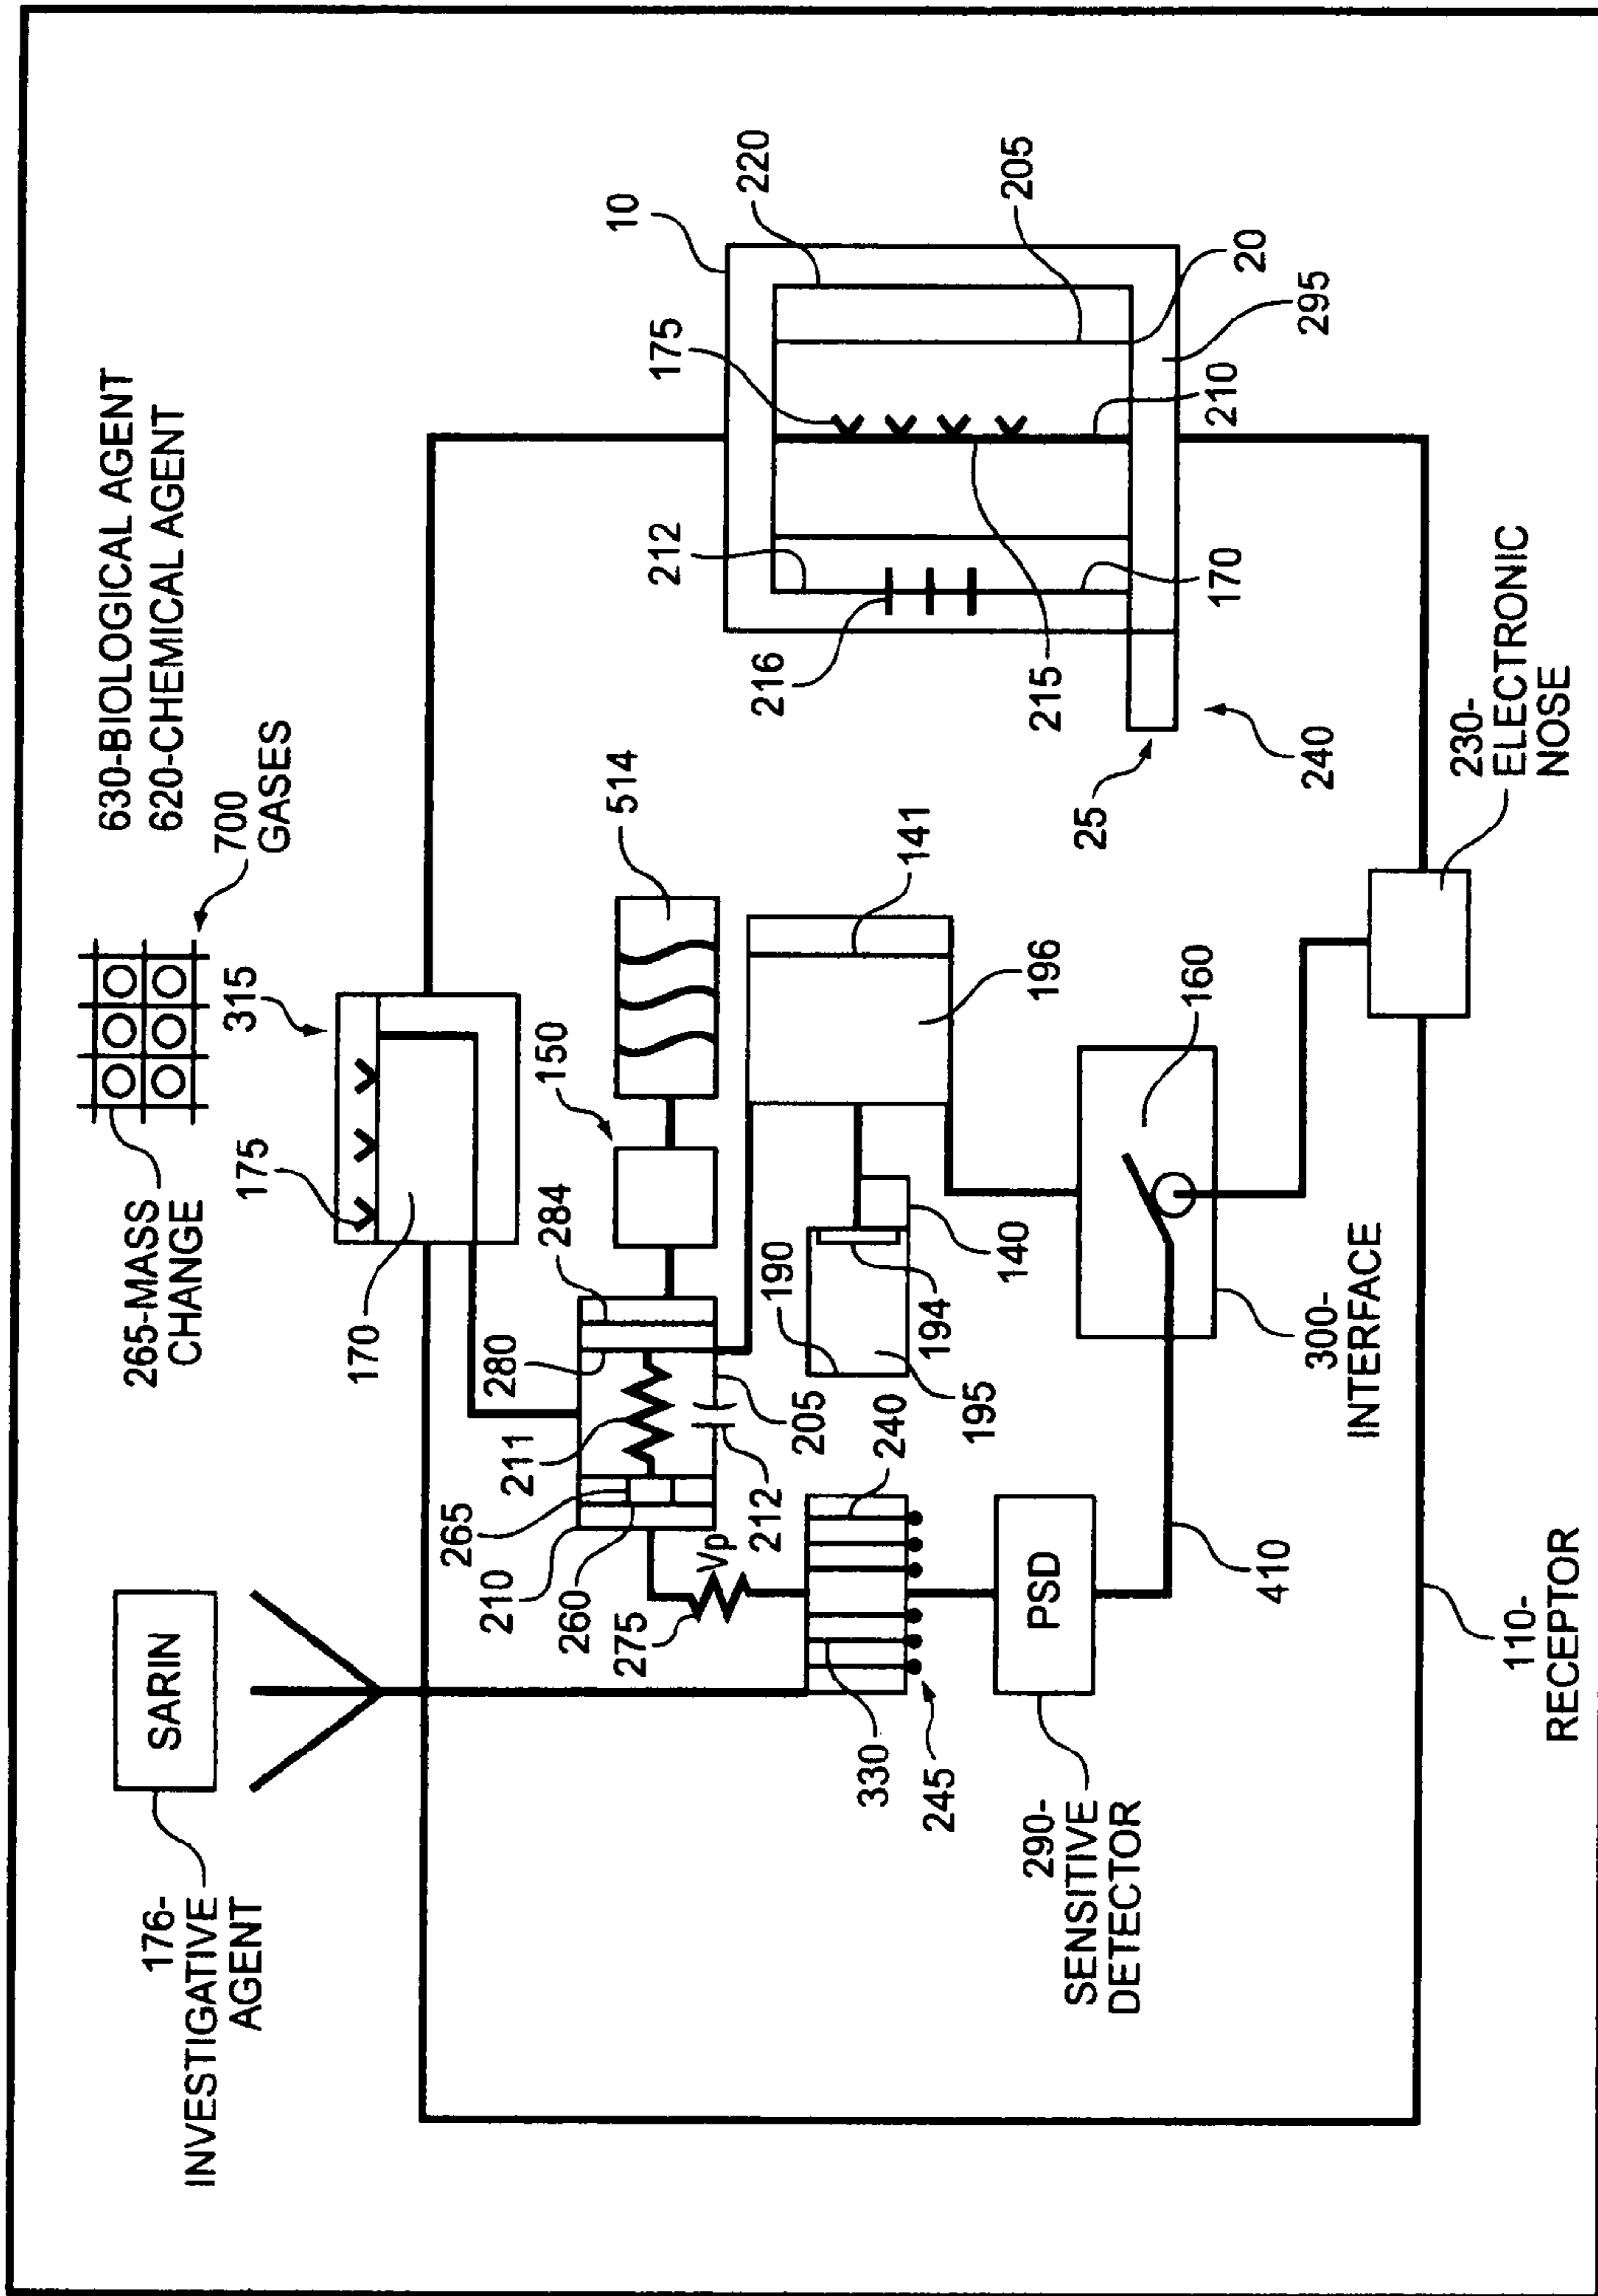 176-
INVESTIGATIVE
AGENT
SARIN
265-MASS
CHANGE
700
GASES
630-BIOLOGICAL AGENT
620-CHEMICAL AGENT
175
315
170
10
220
205
20
295
175
212
216
215
210
170
25
240
514
150
284
280
211
265
210
260
275
Vp
212
205
141
196
190
195
194
140
240
330
245
PSD
290-
SENSITIVE
DETECTOR
410
160
300-
INTERFACE
230-
ELECTRONIC
NOSE
110-
RECEPTOR